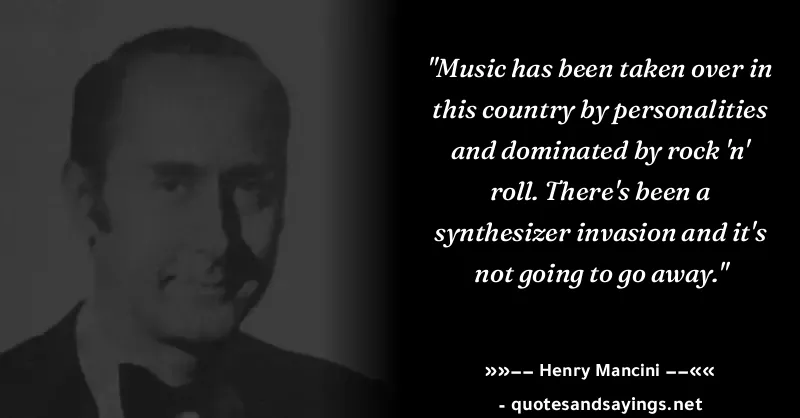 "Music has been taken over in
this country by personalities
and dominated by rock 'n'
roll. There's been a
synthesizer invasion and it's
not going to go away."
»»−− Henry Mancini −−««
- quotesandsayings.net